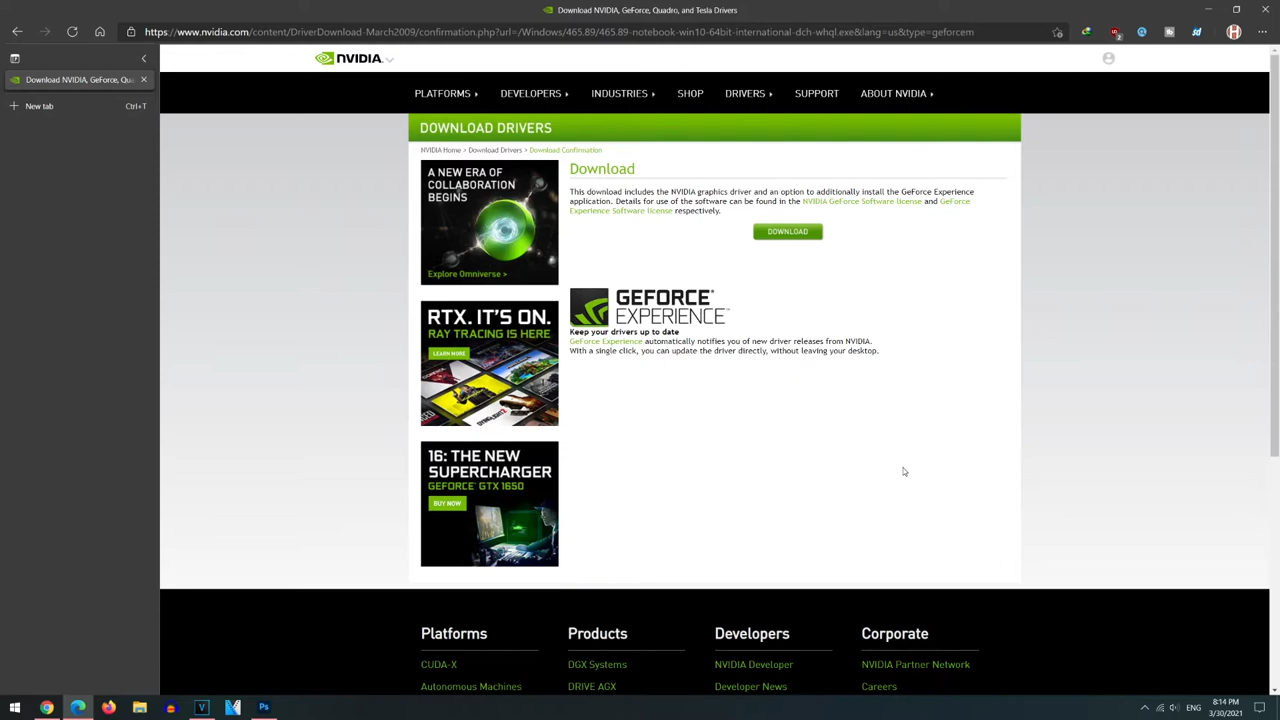 Download NVIDIA, GeForce, Quadro, and Tesla Drivers
https://www.nvidia.com/content/DriverDownload-March2009/confirmation.php?url=/Windows/465.89/465.89-notebook-win10-64bit-international-dch-whql.exe&lang=us&type=geforcem
Download NVIDIA, GeForce, Qua
New tab
Ctrl+T
NVIDIA.
PLATFORMS
DEVELOPERS
INDUSTRIES
SHOP
DRIVERS
SUPPORT
ABOUT NVIDIA
DOWNLOAD DRIVERS
NVIDIA Home > Download Drivers > Download Confirmation
A NEW ERA OF
COLLABORATION
BEGINS
Explore Omniverse >
RTX. IT'S ON.
RAY TRACING IS HERE
LEARN MORE
16: THE NEW
SUPERCHARGER
GEFORCE® GTX 1650
BUY NOW
Download
This download includes the NVIDIA graphics driver and an option to additionally install the GeForce Experience
application. Details for use of the software can be found in the NVIDIA GeForce Software license and GeForce
Experience Software license respectively.
DOWNLOAD
GEFORCE®
EXPERIENCE™
Keep your drivers up to date
GeForce Experience automatically notifies you of new driver releases from NVIDIA.
With a single click, you can update the driver directly, without leaving your desktop.
Platforms
CUDA-X
Autonomous Machines
Products
DGX Systems
DRIVE AGX
Developers
NVIDIA Developer
Developer News
Corporate
NVIDIA Partner Network
Careers
ENG
8:14 PM
3/30/2021